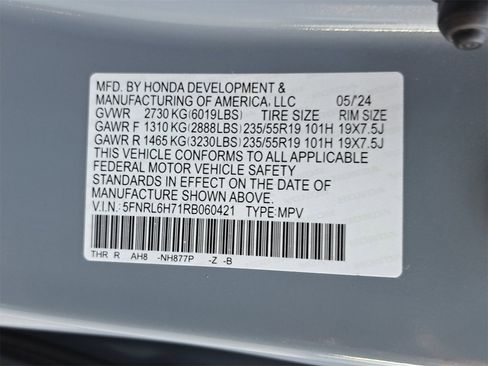 MFD. BY HONDA DEVELOPMENT &
MANUFACTURING OF AMERICA, LLC 05/'24
GVWR 2730 KG(6019LBS) TIRE SIZE RIM SIZE
GAWR F 1310 KG(2888LBS) 235/55R19 101H 19X7.5J
GAWR R 1465 KG(3230LBS) 235/55R19 101H 19X7.5J
THIS VEHICLE CONFORMS TO ALL APPLICABLE
FEDERAL MOTOR VEHICLE SAFETY
STANDARDS IN EFFECT ON THE DATE OF
MANUFACTURE SHOWN ABOVE.
V.I.N.: 5FNRL6H71RB060421 TYPE: MPV
THR R AH8 -NH877P -Z -B